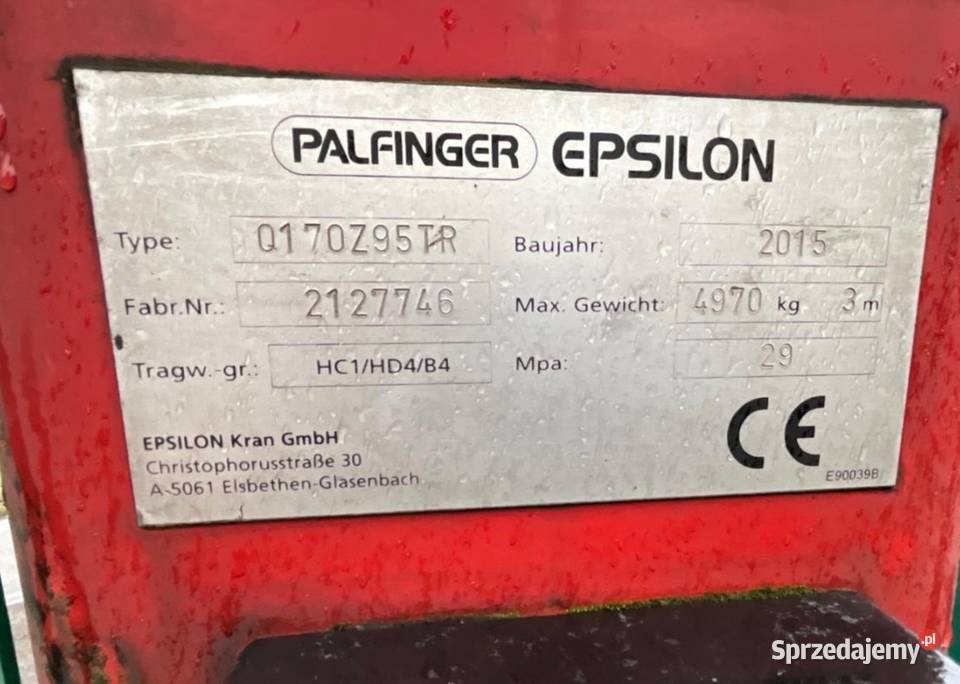 PALFINGER EPSILON
Type: Q170Z95TR Baujahr: 2015
Fabr.Nr.: 2127746 Max. Gewicht: 4970 kg 3 m
Tragw.-gr.: HC1/HD4/B4 Mpa: 29
EPSILON Kran GmbH
Christophorusstraße 30
A-5061 Elsbethen-Glasenbach
CE
E90039B
Sprzedajemy.pl